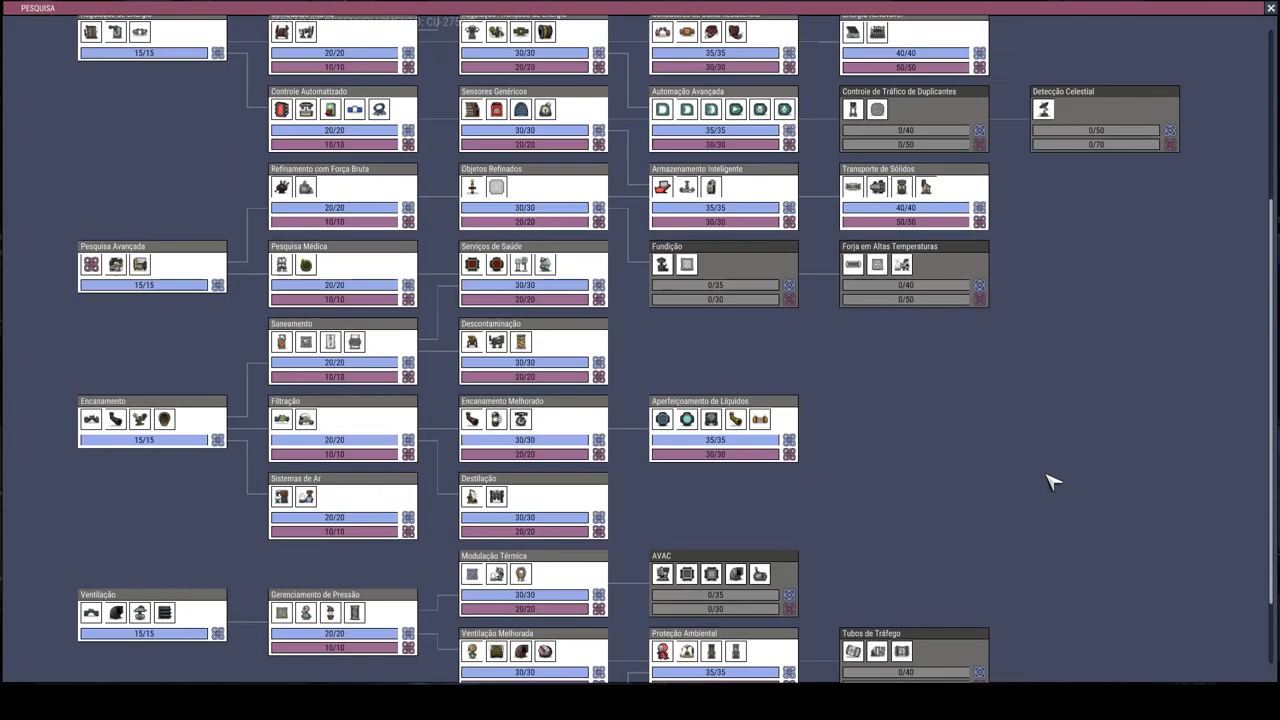 PESQUISA
15/15
20/20
10/10
30/30
20/20
35/35
30/30
40/40
50/50
Controle Automatizado
20/20
10/10
Sensores Genéricos
30/30
20/20
Automação Avançada
35/35
30/30
Controle de Tráfico de Duplicantes
0/40
0/50
Detecção Celestial
0/50
0/70
Refinamento com Força Bruta
20/20
10/10
Objetos Refinados
30/30
20/20
Armazenamento Inteligente
35/35
30/30
Transporte de Sólidos
40/40
50/50
Pesquisa Avançada
15/15
Pesquisa Médica
20/20
10/10
Serviços de Saúde
30/30
20/20
Fundição
0/35
0/30
Forja em Altas Temperaturas
0/40
0/50
Saneamento
20/20
10/10
Descontaminação
30/30
20/20
Encanamento
15/15
Filtração
20/20
10/10
Encanamento Melhorado
30/30
20/20
Aperfeiçoamento de Líquidos
35/35
30/30
Sistemas de Ar
20/20
10/10
Destilação
30/30
20/20
Modulação Térmica
30/30
20/20
AVAC
0/35
0/30
Ventilação
15/15
Gerenciamento de Pressão
20/20
10/10
Ventilação Melhorada
30/30
Proteção Ambiental
35/35
Tubos de Tráfego
0/40